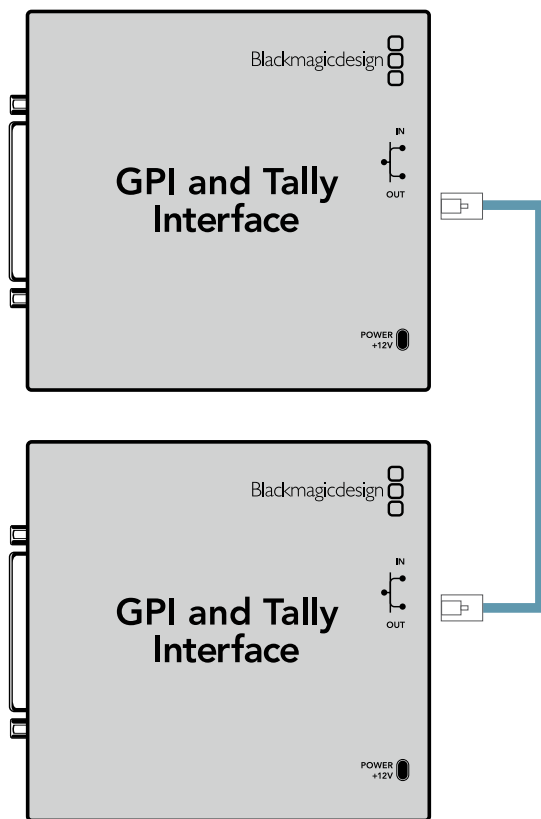 Blackmagicdesign
IN
OUT
GPI and Tally
Interface
POWER
+12V
Blackmagicdesign
IN
OUT
GPI and Tally
Interface
POWER
+12V